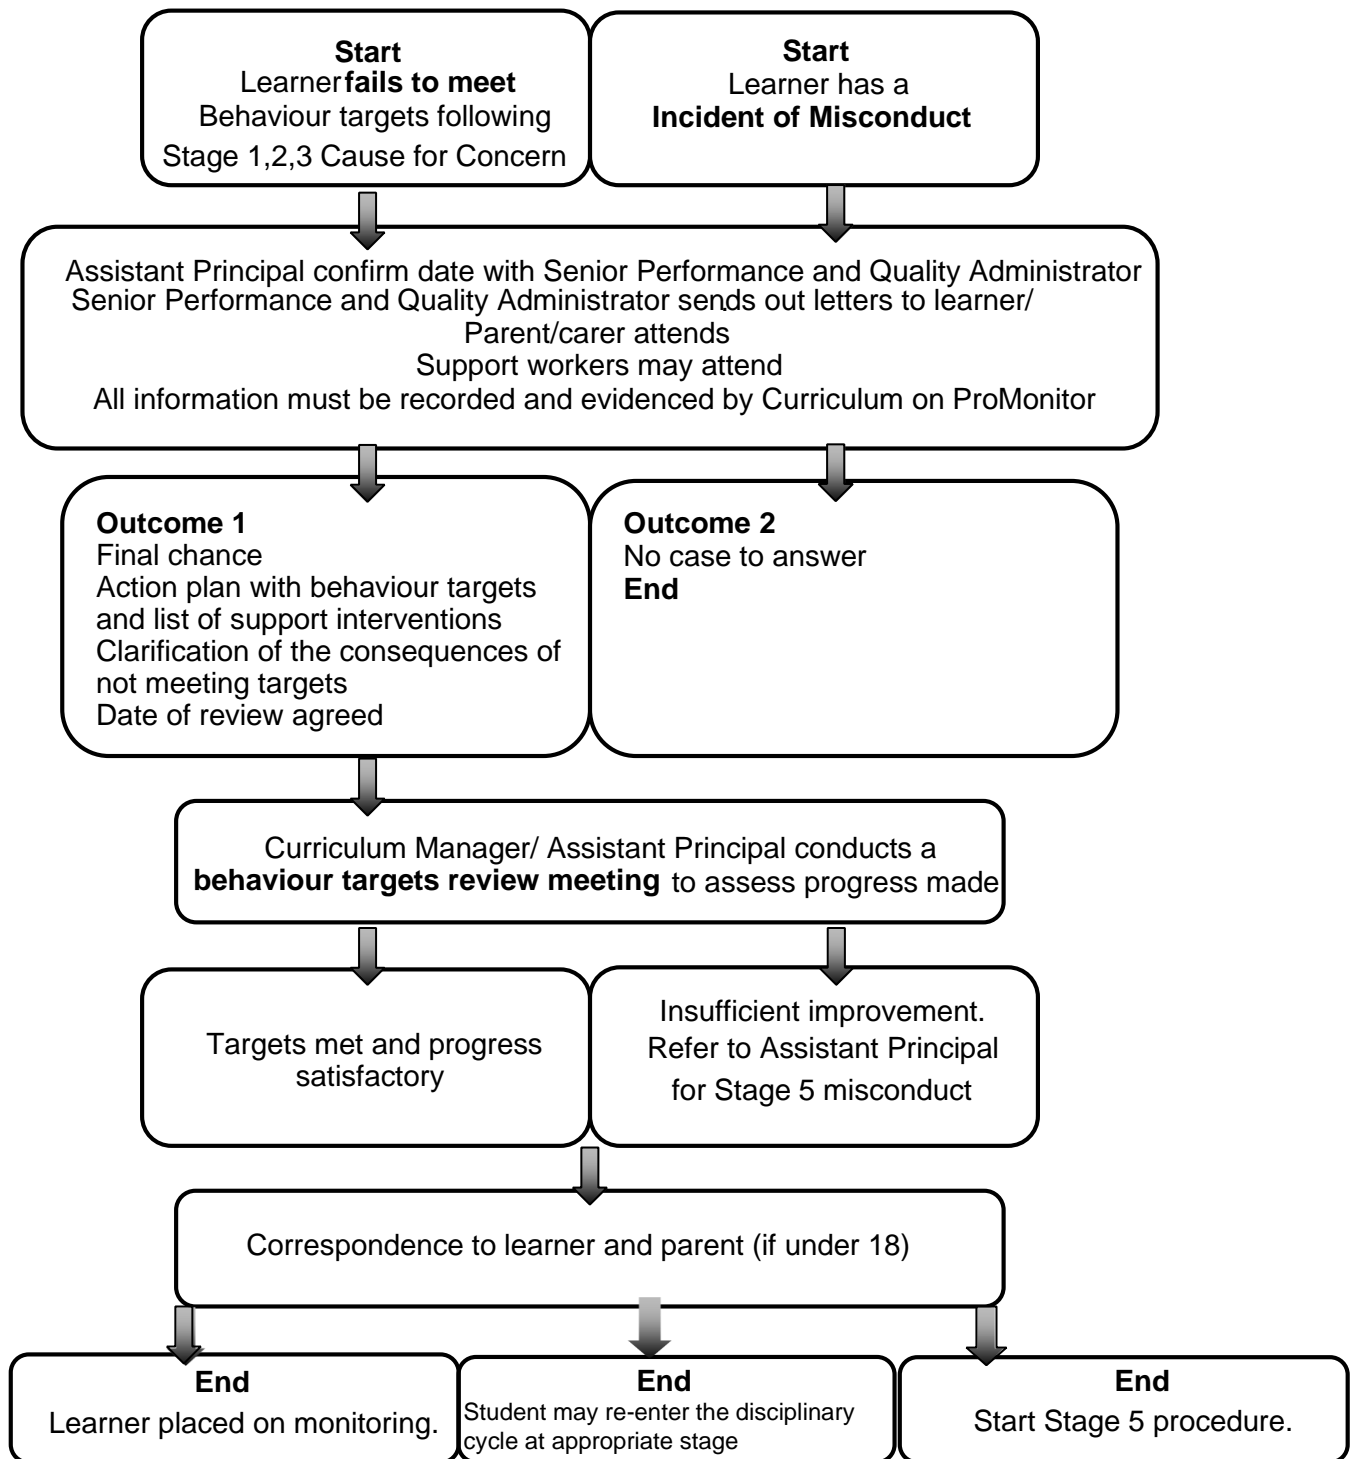 Start
Learner fails to meet
Behaviour targets following
Stage 1,2,3 Cause for Concern
Start
Learner has a
Incident of Misconduct
Assistant Principal confirm date with Senior Performance and Quality Administrator
Senior Performance and Quality Administrator sends out letters to learner/
Parent/carer attends
Support workers may attend
All information must be recorded and evidenced by Curriculum on ProMonitor
Outcome 1
Final chance
Action plan with behaviour targets
and list of support interventions
Clarification of the consequences of
not meeting targets
Date of review agreed
Outcome 2
No case to answer
End
Curriculum Manager/ Assistant Principal conducts a
behaviour targets review meeting to assess progress made
Targets met and progress
satisfactory
Insufficient improvement.
Refer to Assistant Principal
for Stage 5 misconduct
Correspondence to learner and parent (if under 18)
End
Learner placed on monitoring.
End
Student may re-enter the disciplinary
cycle at appropriate stage
End
Start Stage 5 procedure.